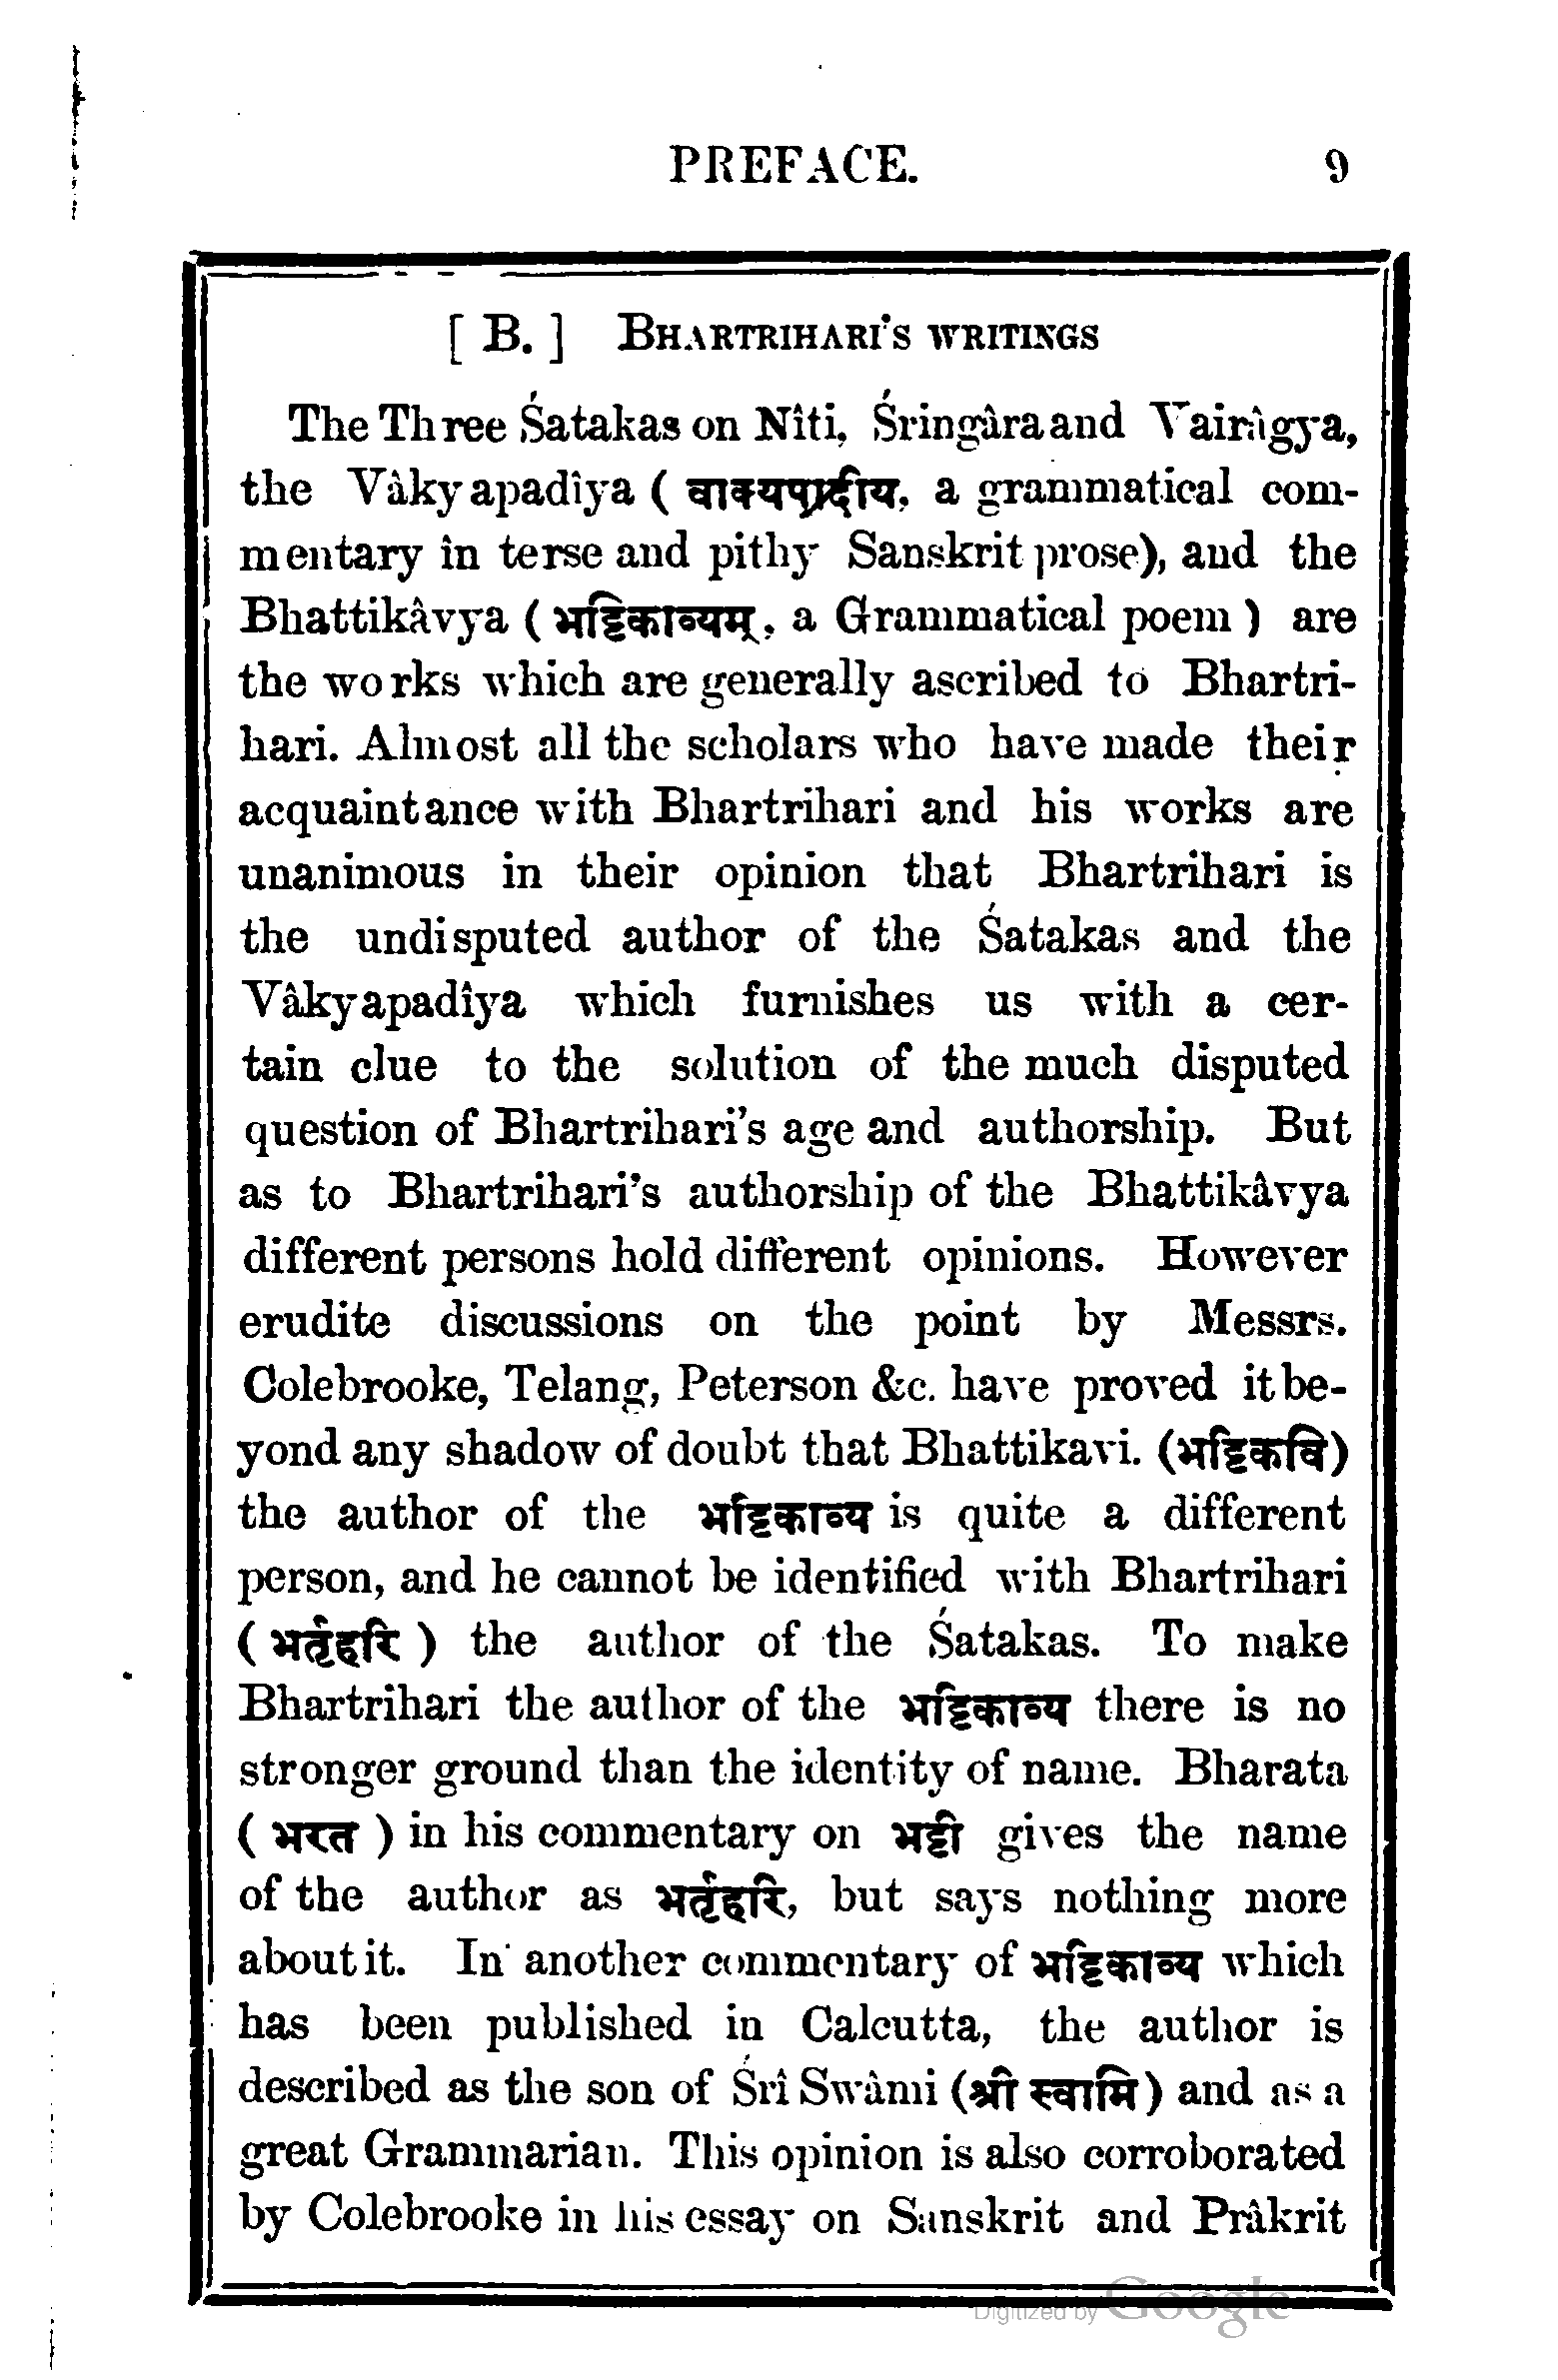 PREFACE. 9
[ B. ] BHARTRIHARI'S WRITINGS
The Three Śatakas on Nîti, Śringâra and Vairâgya,
the Vâkyapadîya ( वाक्यपदीय, a grammatical com-
mentary în terse and pithy Sanskrit prose), and the
Bhattikâvya ( भट्टिकाव्यम्, a Grammatical poem ) are
the works which are generally ascribed to Bhartri-
hari. Almost all the scholars who have made their
acquaintance with Bhartrihari and his works are
unanimous in their opinion that Bhartrihari is
the undisputed author of the Śatakas and the
Vâkyapadîya which furnishes us with a cer-
tain clue to the solution of the much disputed
question of Bhartrihari's age and authorship. But
as to Bhartrihari's authorship of the Bhattikâvya
different persons hold different opinions. However
erudite discussions on the point by Messrs.
Colebrooke, Telang, Peterson &c. have proved it be-
yond any shadow of doubt that Bhattikavi. (भट्टिकवि)
the author of the भट्टिकाव्य is quite a different
person, and he cannot be identified with Bhartrihari
( भर्तृहरि ) the author of the Śatakas. To make
Bhartrihari the author of the भट्टिकाव्य there is no
stronger ground than the identity of name. Bharata
( भरत ) in his commentary on भट्टी gives the name
of the author as भर्तृहरि, but says nothing more
about it. In another commentary of भट्टिकाव्य which
has been published in Calcutta, the author is
described as the son of Śrî Swâmi (श्री स्वामि) and as a
great Grammarian. This opinion is also corroborated
by Colebrooke in his essay on Sanskrit and Prâkrit
Digitized by Google